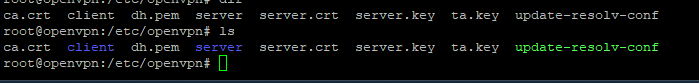 root@openvpn:/etc/openvpn# dir
ca.crt client dh.pem server server.crt server.key ta.key update-resolv-conf
root@openvpn:/etc/openvpn# ls
ca.crt client dh.pem server server.crt server.key ta.key update-resolv-conf
root@openvpn:/etc/openvpn#